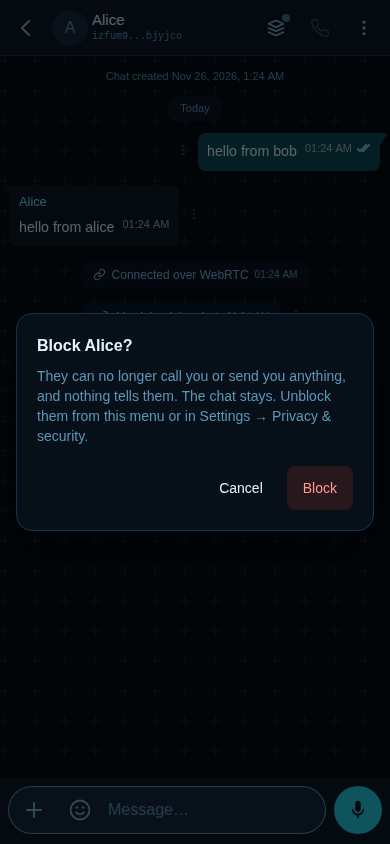 A
Alice
izfum9...bjyjco
Chat created Nov 26, 2026, 1:24 AM
Today
hello from bob 01:24 AM
Alice
hello from alice 01:24 AM
Connected over WebRTC 01:24 AM
Block Alice?
They can no longer call you or send you anything,
and nothing tells them. The chat stays. Unblock
them from this menu or in Settings → Privacy &
security.
Cancel
Block
Message…